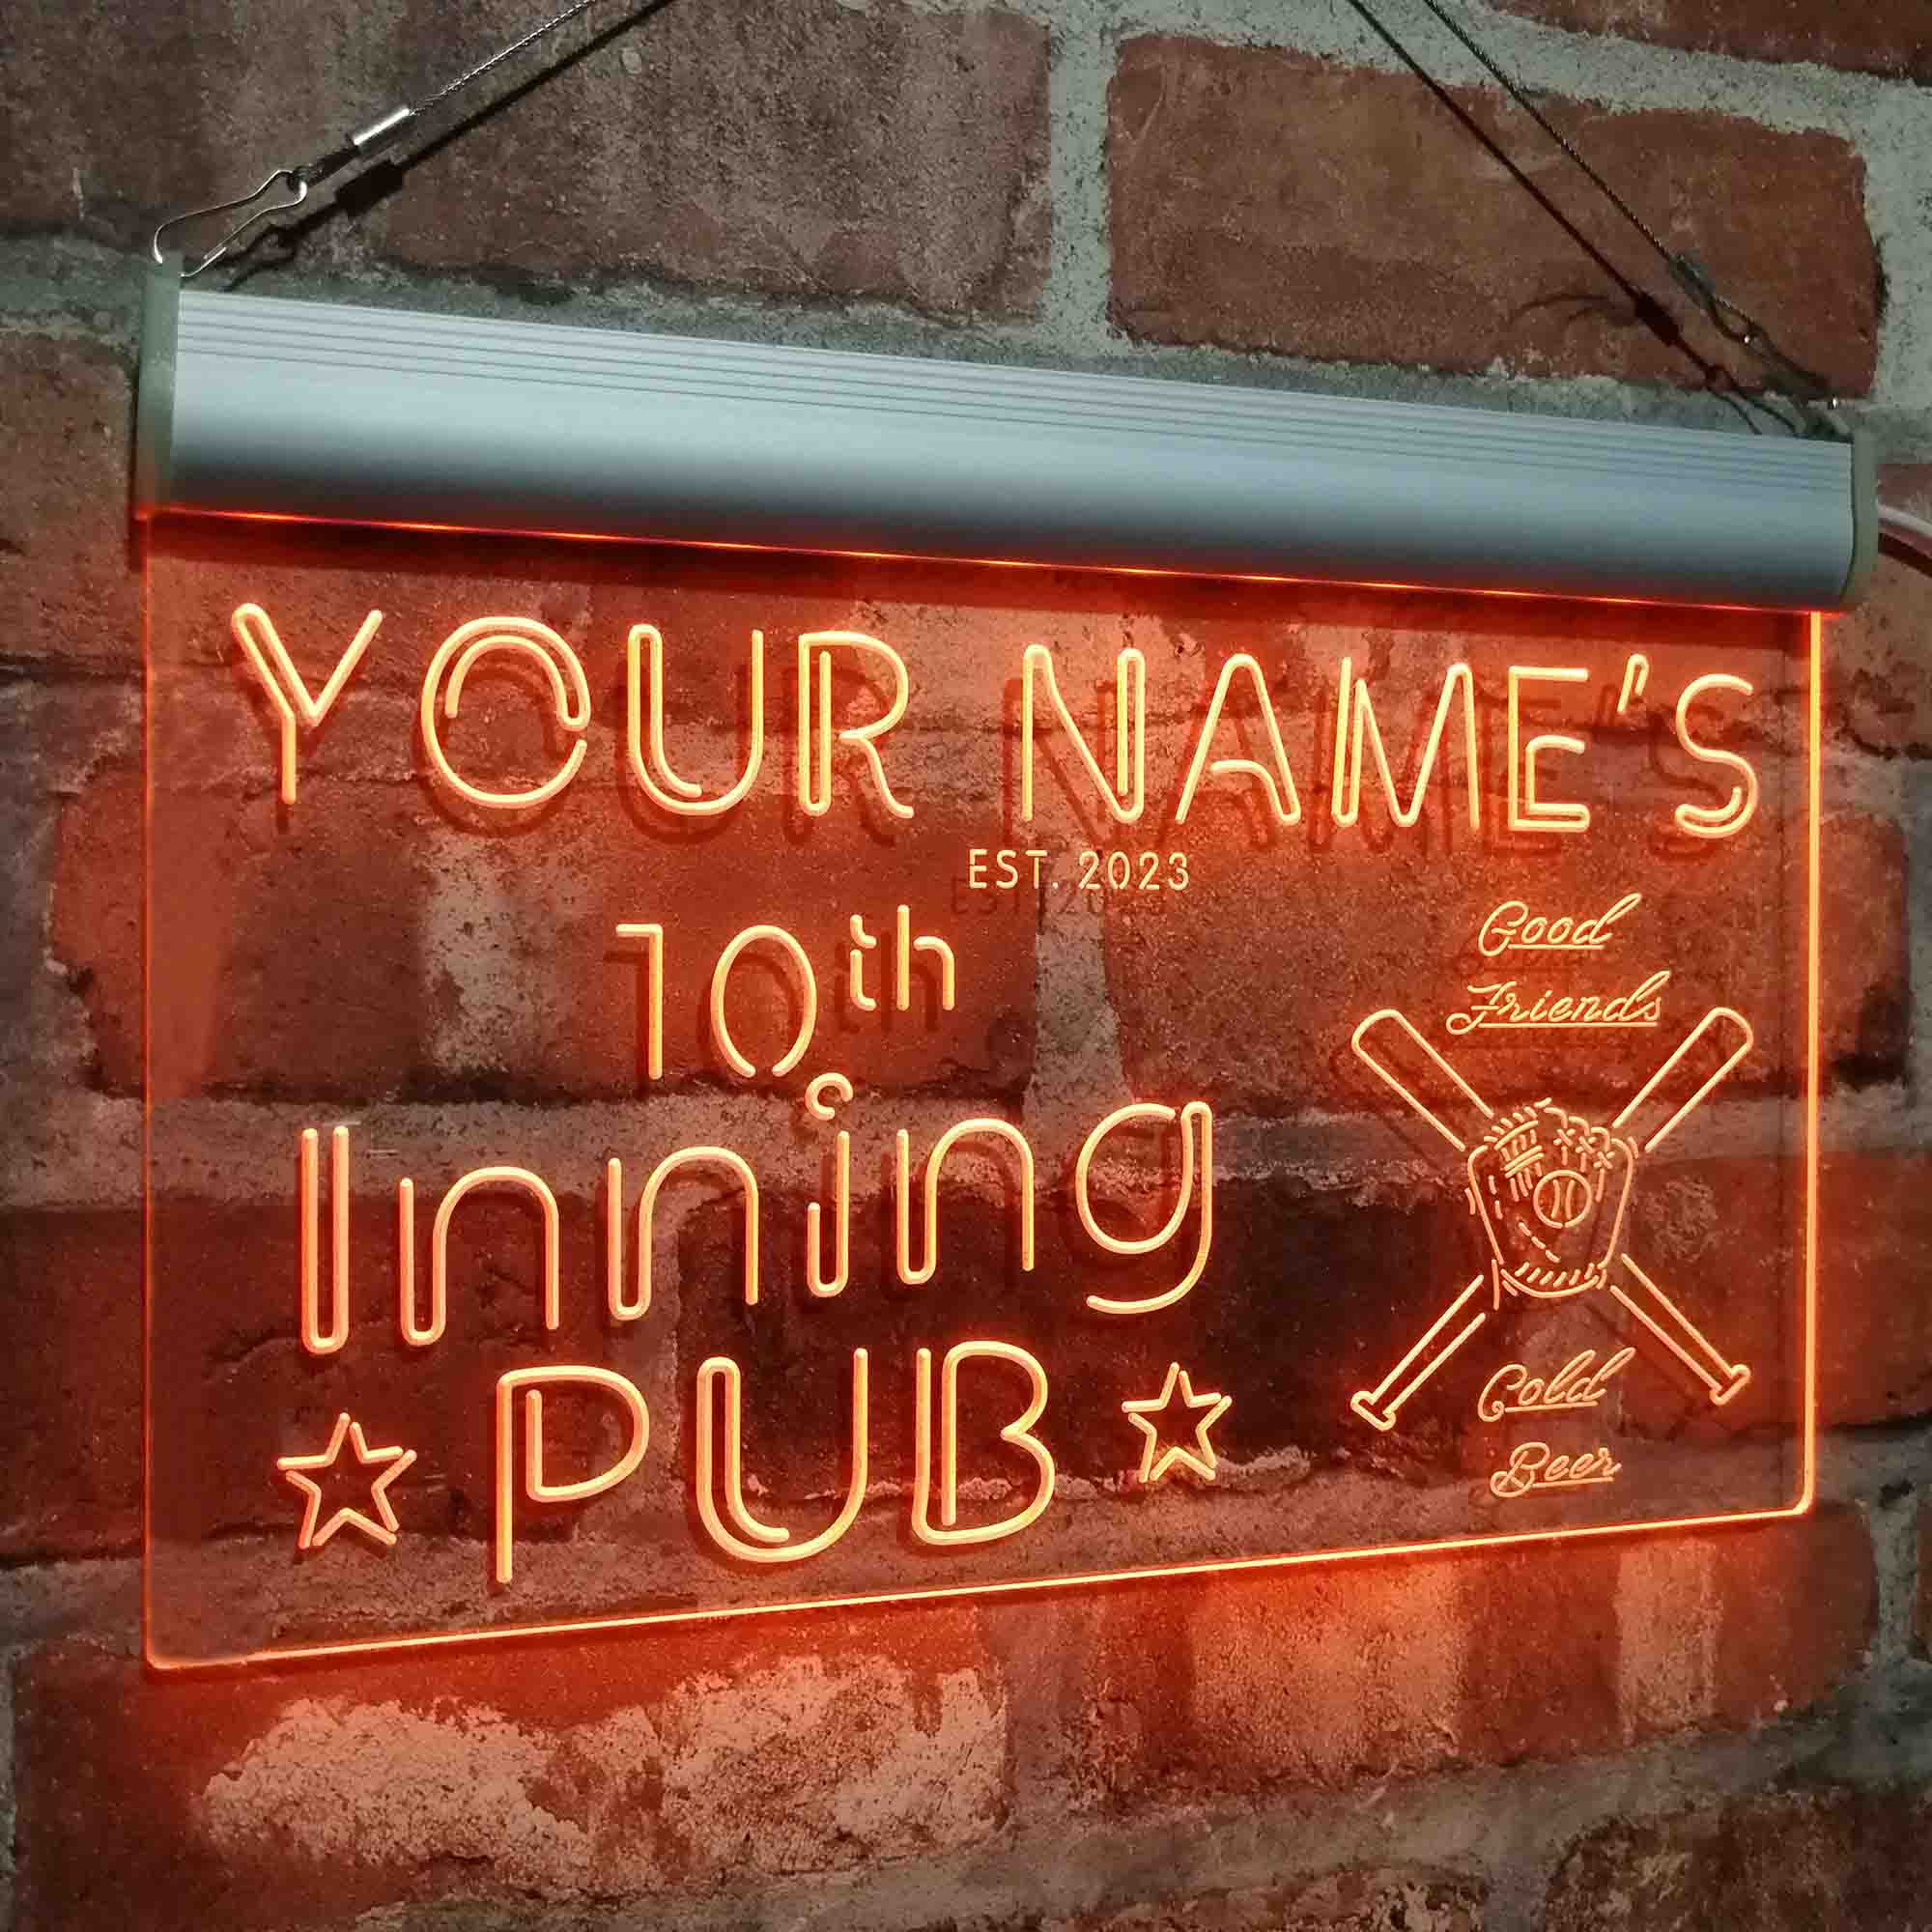 YOUR NAME'S
EST. 2023
10th
Inning
PUB
Good
Friends
Cold
Beer